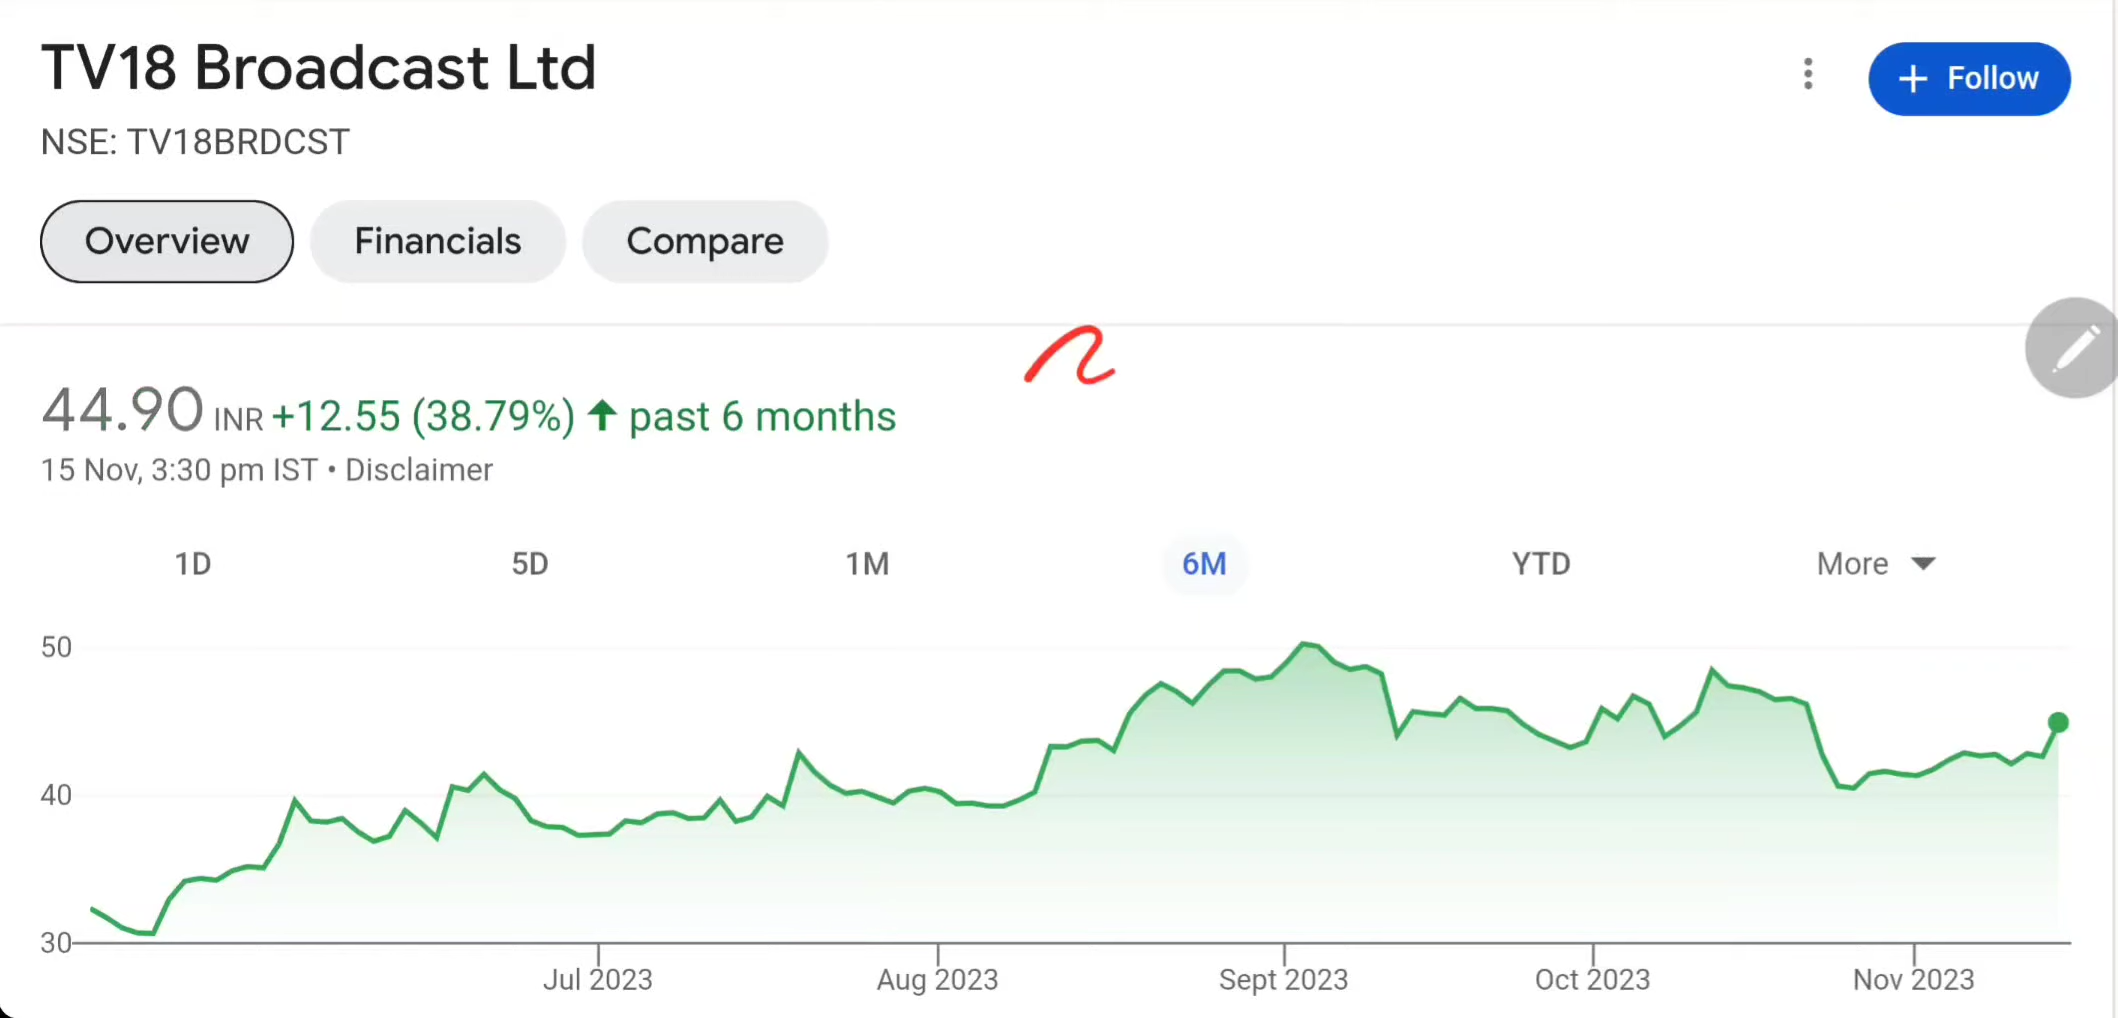 TV18 Broadcast Ltd
+ Follow
NSE: TV18BRDCST
Overview Financials Compare
44.90 INR +12.55 (38.79%) ↑ past 6 months
15 Nov, 3:30 pm IST • Disclaimer
1D 5D 1M 6M YTD More
50
40
30
Jul 2023 Aug 2023 Sept 2023 Oct 2023 Nov 2023